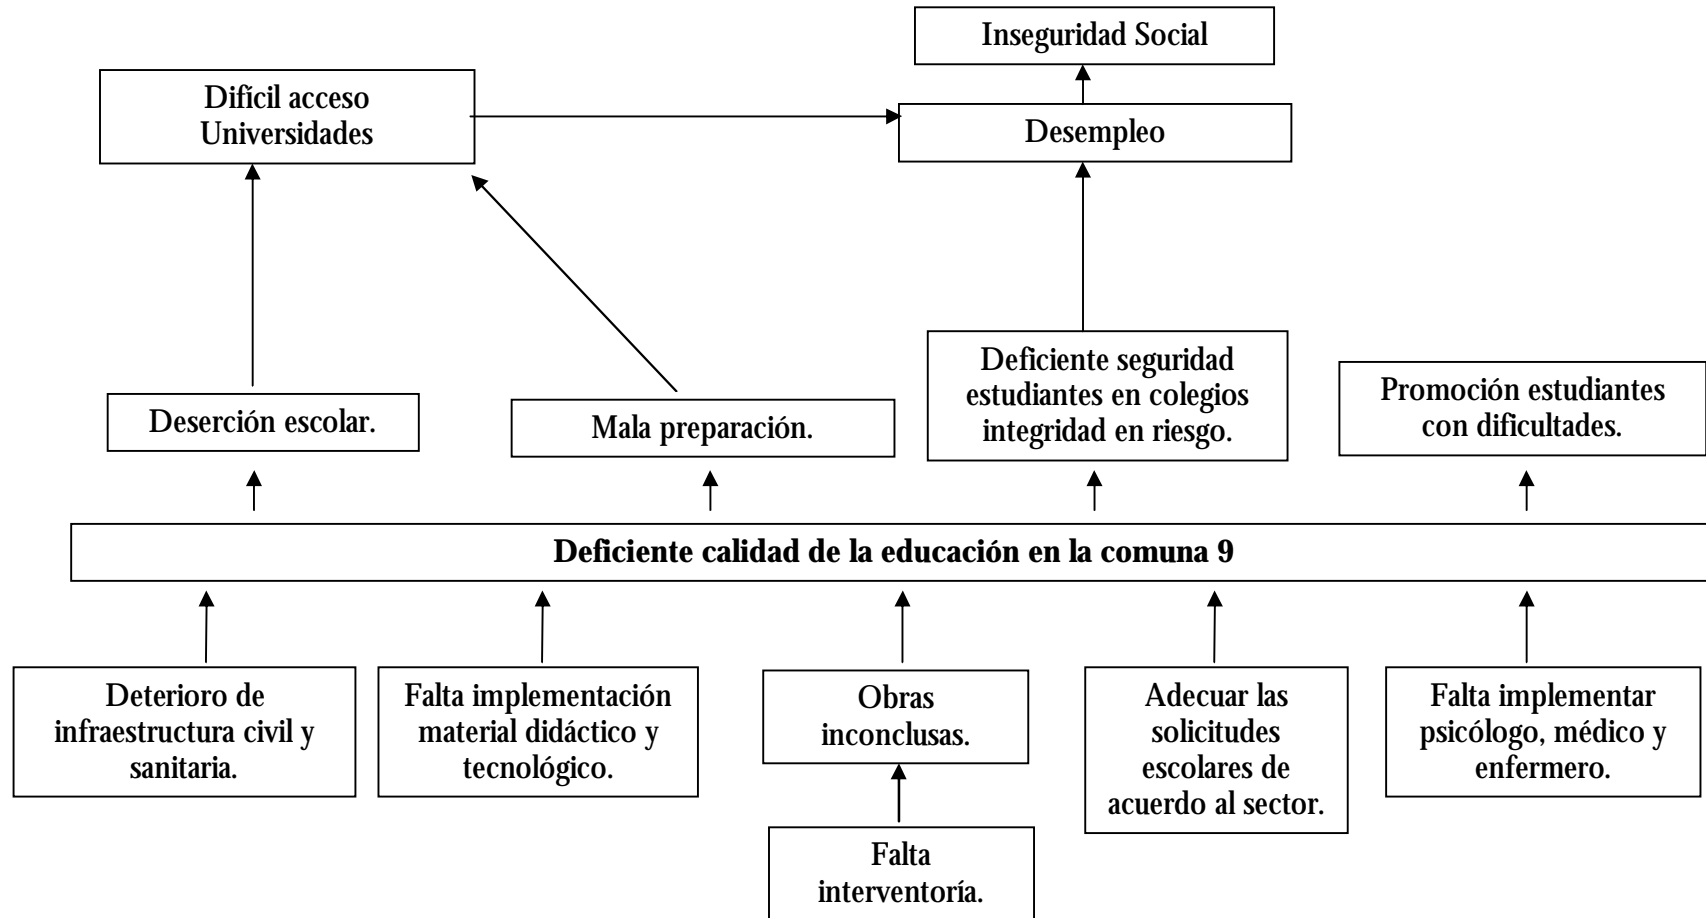 Inseguridad Social
Difícil acceso
Universidades
Desempleo
Deserción escolar.
Mala preparación.
Deficiente seguridad
estudiantes en colegios
integridad en riesgo.
Promoción estudiantes
con dificultades.
Deficiente calidad de la educación en la comuna 9
Deterioro de
infraestructura civil y
sanitaria.
Falta implementación
material didáctico y
tecnológico.
Obras
inconclusas.
Adecuar las
solicitudes
escolares de
acuerdo al sector.
Falta implementar
psicólogo, médico y
enfermero.
Falta
interventoría.